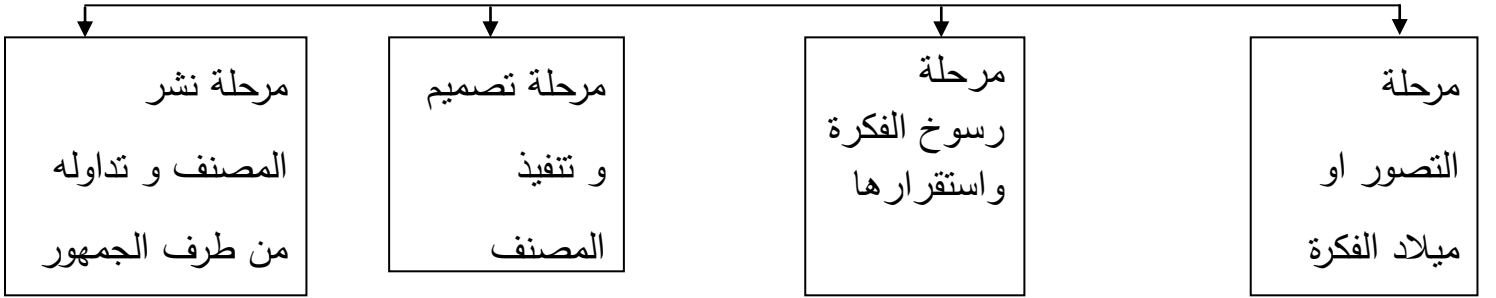 مرحلة
التصور او
ميلاد الفكرة
مرحلة
رسوخ الفكرة
واستقرارها
مرحلة تصميم
و تنفيذ
المصنف
مرحلة نشر
المصنف و تداوله
من طرف الجمهور